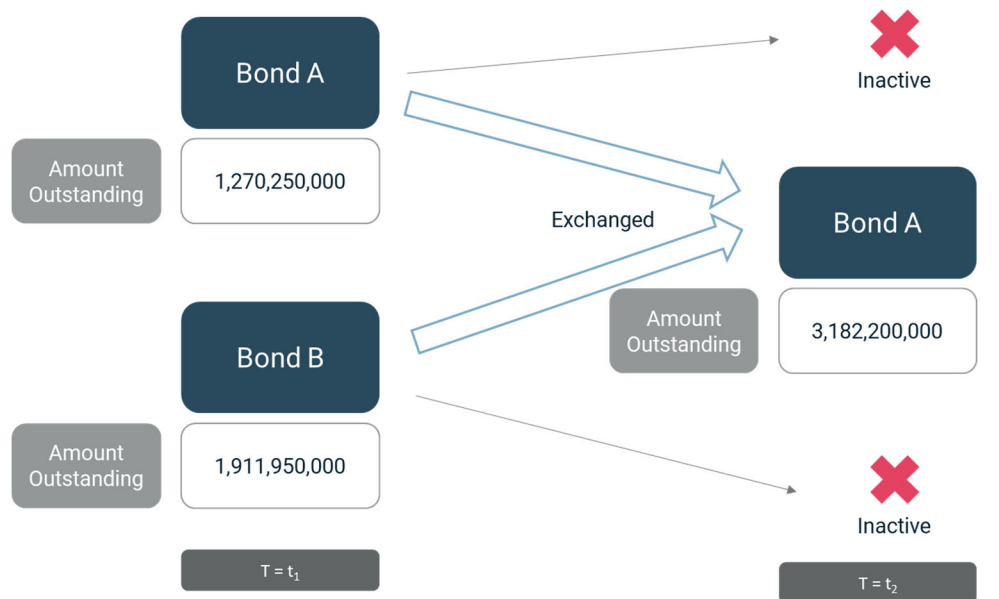 Bond A
Inactive
Amount
Outstanding
1,270,250,000
Exchanged
Bond A
Amount
Outstanding
3,182,200,000
Bond B
Amount
Outstanding
1,911,950,000
Inactive
T = t₁
T = t₂